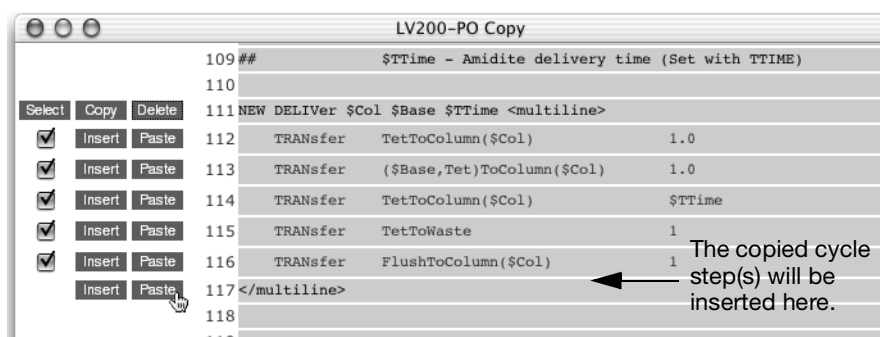 LV200-PO Copy
109 ## $TTime - Amidite delivery time (Set with TTIME)
110
Select Copy Delete 111 NEW DELIVer $Col $Base $TTime <multiline>
Insert Paste 112 TRANsfer TetToColumn($Col) 1.0
Insert Paste 113 TRANsfer ($Base,Tet)ToColumn($Col) 1.0
Insert Paste 114 TRANsfer TetToColumn($Col) $TTime
Insert Paste 115 TRANsfer TetToWaste 1
Insert Paste 116 TRANsfer FlushToColumn($Col) 1
Insert Paste 117 </multiline>
118
The copied cycle
step(s) will be
inserted here.